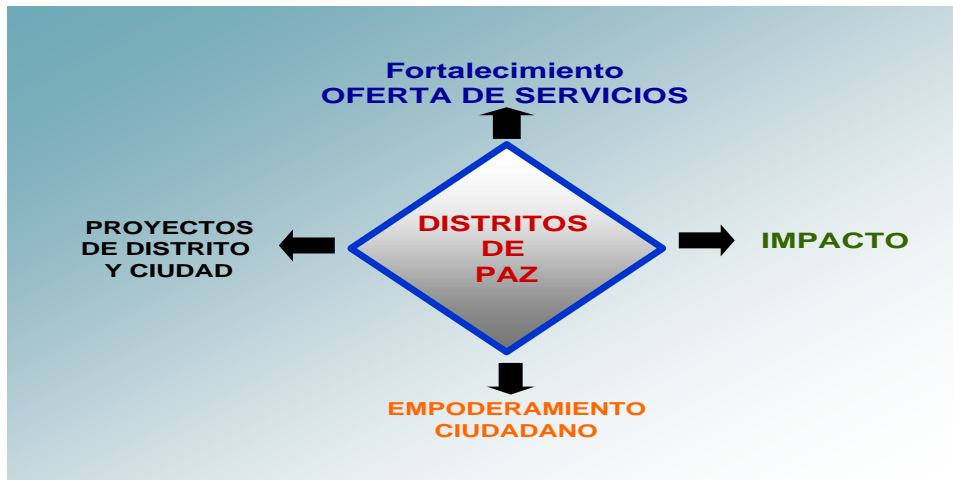 Fortalecimiento
OFERTA DE SERVICIOS
PROYECTOS
DE DISTRITO
Y CIUDAD
DISTRITOS
DE
PAZ
IMPACTO
EMPODERAMIENTO
CIUDADANO